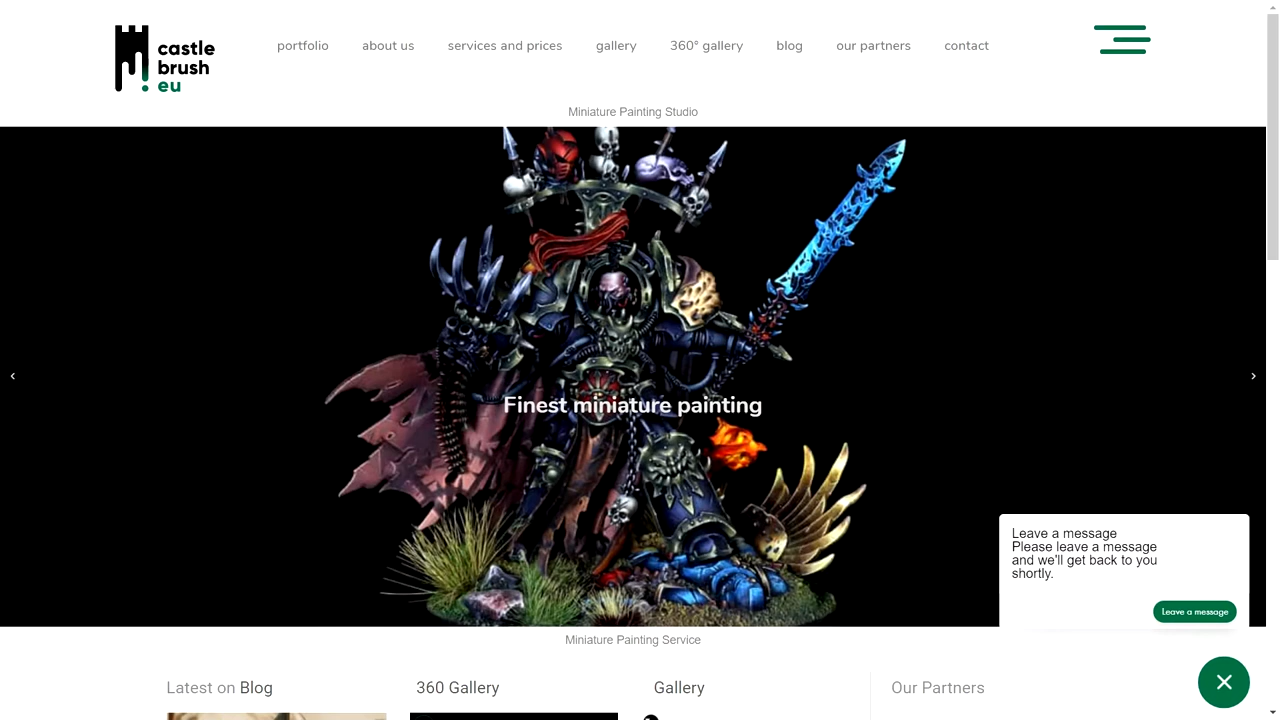 castle
brush
eu
portfolio
about us
services and prices
gallery
360° gallery
blog
our partners
contact
Miniature Painting Studio
Finest miniature painting
Leave a message
Please leave a message
and we'll get back to you
shortly.
Leave a message
Miniature Painting Service
Latest on Blog
360 Gallery
Gallery
Our Partners